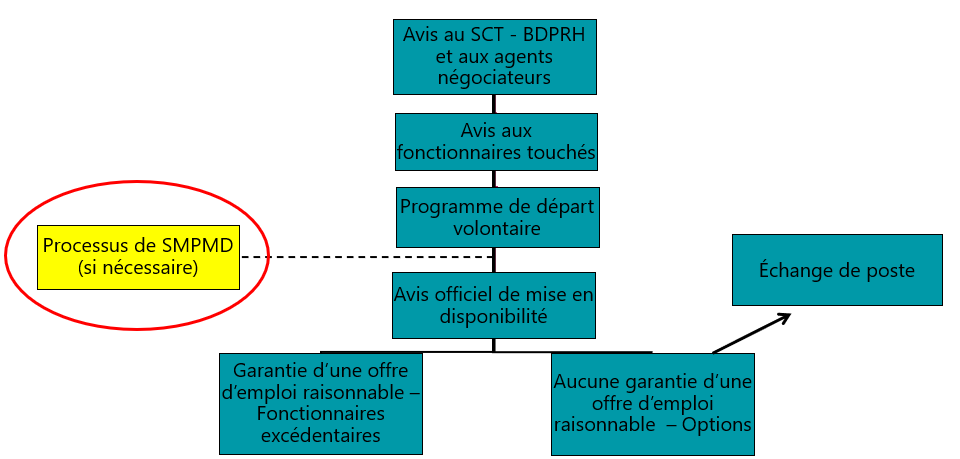 Avis au SCT - BDPRH
et aux agents
négociateurs
Avis aux
fonctionnaires touchés
Programme de départ
volontaire
Processus de SMPMD
(si nécessaire)
Échange de poste
Avis officiel de mise en
disponibilité
Garantie d’une offre
d’emploi raisonnable –
Fonctionnaires
excédentaires
Aucune garantie d’une
offre d’emploi
raisonnable – Options